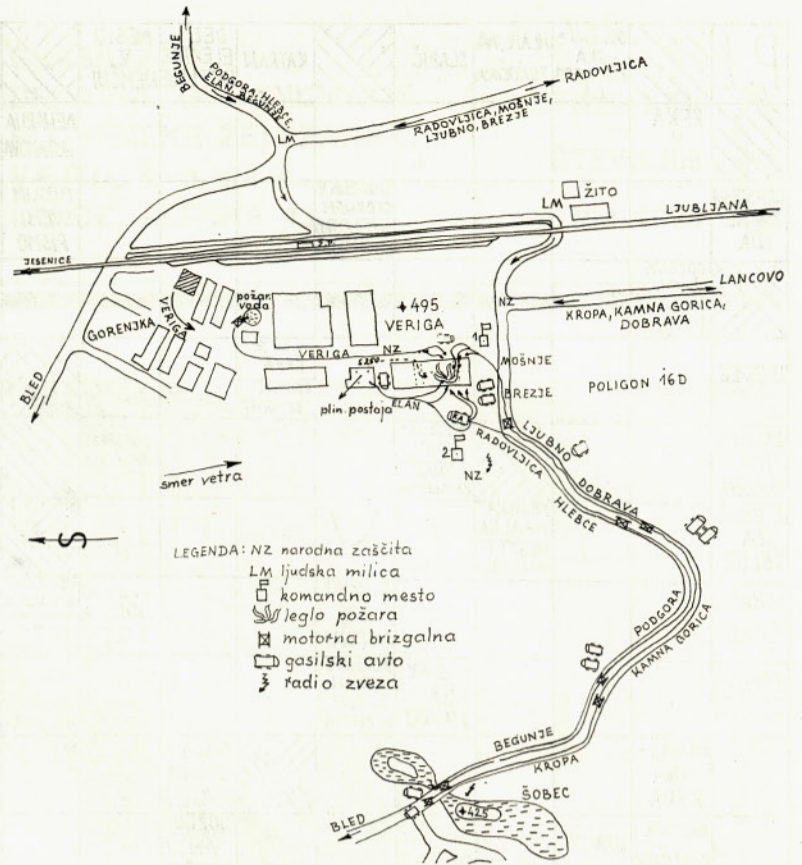 BEGUNJE
PODGORA, HLEBCE
ELAN, BEGUNJE
RADOVLJICA
LM
RADOVLJICA, MOŠNJE,
LJUBNO, BREZJE
LM
ŽITO
LJUBLJANA
JESENICE
NZ
LANCOVO
KROPA, KAMNA GORICA,
DOBRAVA
požar.
voda
VERIGA
GORENJKA
+495
VERIGA
VERIGA
NZ
1
MOŠNJE
BREZJE
POLIGON 16D
BLED
plin. postaja
ELAN
LJUBNO
RADOVLJICA
2
NZ
DOBRAVA
HLEBCE
smer vetra
S
LEGENDA: NZ narodna zaščita
LM ljudska milica
komandno mesto
leglo požara
motorna brizgalna
gasilski avto
radio zveza
PODGORA
KAMNA GORICA
BEGUNJE
KROPA
ŠOBEC
+425
BLED